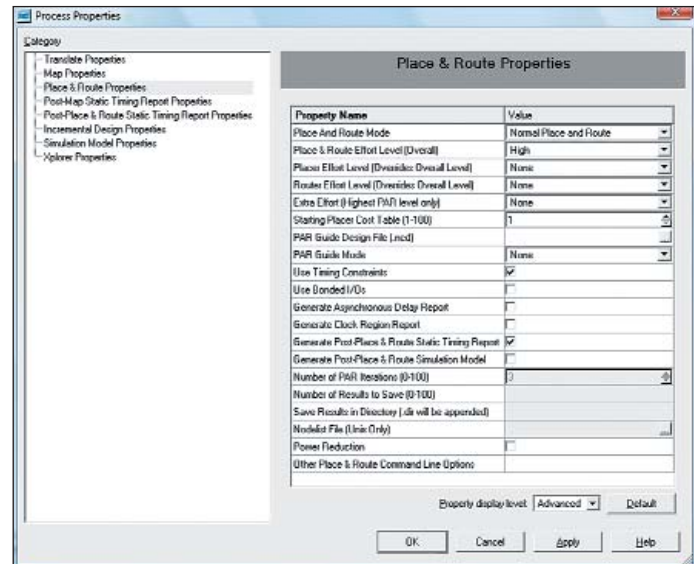 Process Properties
Category
Translate Properties
Map Properties
Place & Route Properties
Post-Map Static Timing Report Properties
Post-Place & Route Static Timing Report Properties
Incremental Design Properties
Simulation Model Properties
Xplorer Properties
Place & Route Properties
Property Name Value
Place And Route Mode Normal Place and Route
Place & Route Effort Level (Overall) High
Placer Effort Level (Overrides Overall Level) None
Router Effort Level (Overrides Overall Level) None
Extra Effort (Highest PAR level only) None
Starting Placer Cost Table (1-100) 1
PAR Guide Design File (.ncd) ...
PAR Guide Mode None
Use Timing Constraints
Use Bonded I/Os
Generate Asynchronous Delay Report
Generate Clock Region Report
Generate Post-Place & Route Static Timing Report
Generate Post-Place & Route Simulation Model
Number of PAR Iterations (0-100) 3
Number of Results to Save (0-100)
Save Results in Directory (.dir will be appended)
Nodelist File (Unix Only) ...
Power Reduction
Other Place & Route Command Line Options
Property display level: Advanced Default
OK Cancel Apply Help